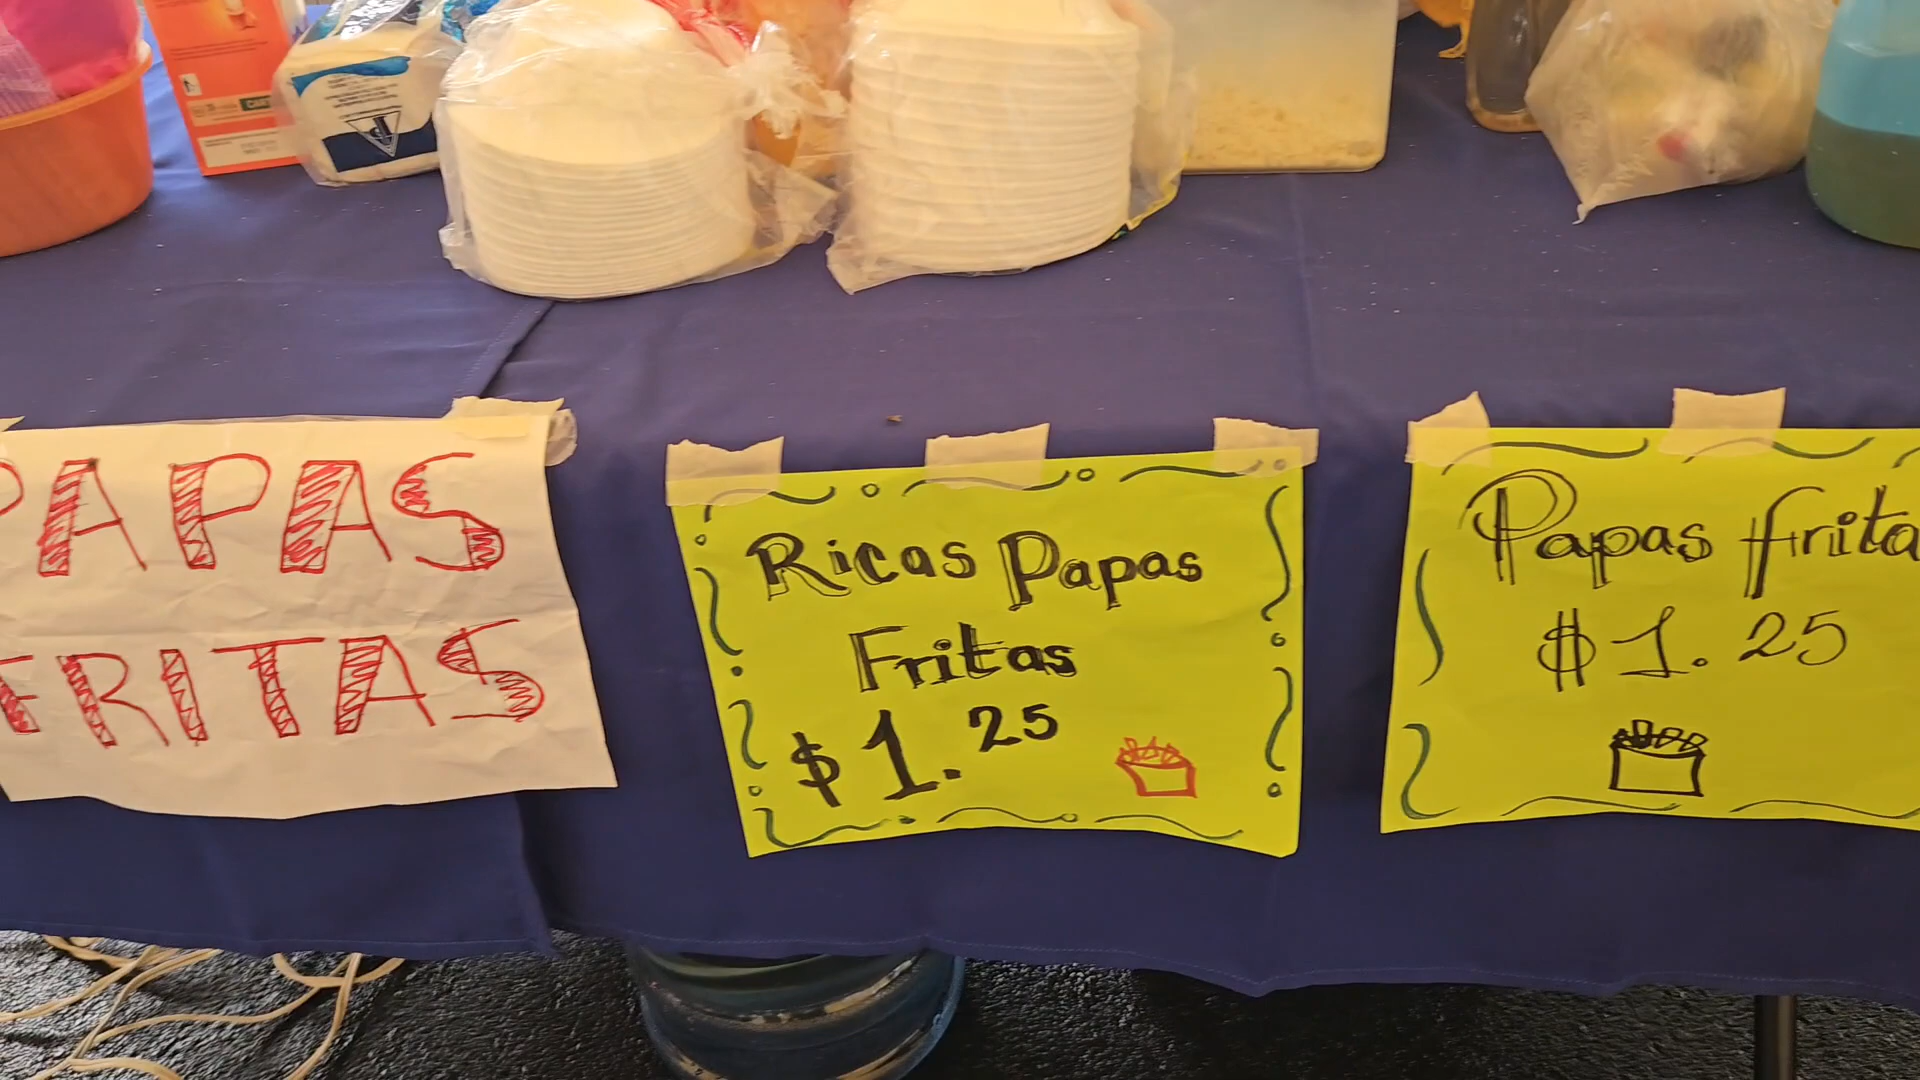 PAPAS
FRITAS
Ricas Papas
Fritas
$1.25
Papas frita
$1.25